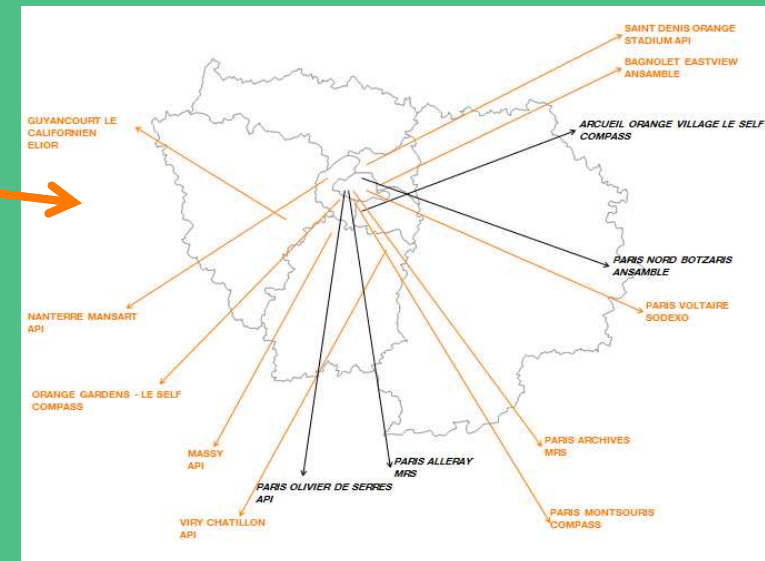 SAINT DENIS ORANGE
STADIUM API
BAGNOLET EASTVIEW
ANSAMBLE
GUYANCOURT LE
CALIFORNIEN
ELIOR
ARCUEIL ORANGE VILLAGE LE SELF
COMPASS
PARIS NORD BOTZARIS
ANSAMBLE
PARIS VOLTAIRE
SODEXO
NANTERRE MANSART
API
ORANGE GARDENS - LE SELF
COMPASS
MASSY
API
PARIS ARCHIVES
MRS
PARIS ALLERAY
MRS
PARIS OLIVIER DE SERRES
API
VIRY CHATILLON
API
PARIS MONTSOURIS
COMPASS